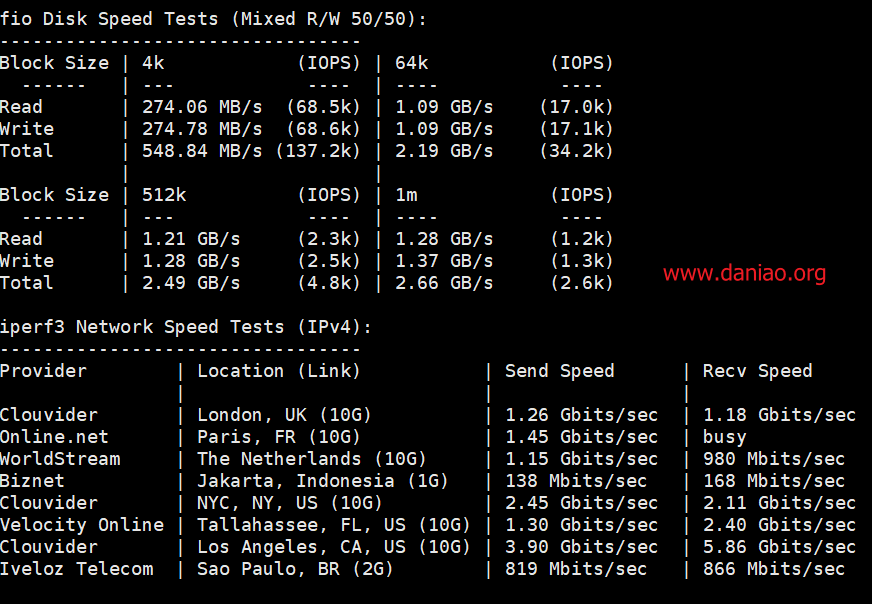 fio Disk Speed Tests (Mixed R/W 50/50):
---------------------------------
Block Size | 4k            (IOPS) | 64k           (IOPS)
  ------   | ---            ----  | ----           ----
Read       | 274.06 MB/s  (68.5k) | 1.09 GB/s    (17.0k)
Write      | 274.78 MB/s  (68.6k) | 1.09 GB/s    (17.1k)
Total      | 548.84 MB/s (137.2k) | 2.19 GB/s    (34.2k)
           |                      |
Block Size | 512k          (IOPS) | 1m            (IOPS)
  ------   | ---            ----  | ----           ----
Read       | 1.21 GB/s     (2.3k) | 1.28 GB/s     (1.2k)
Write      | 1.28 GB/s     (2.5k) | 1.37 GB/s     (1.3k)
Total      | 2.49 GB/s     (4.8k) | 2.66 GB/s     (2.6k)
www.daniao.org
iperf3 Network Speed Tests (IPv4):
---------------------------------
Provider        | Location (Link)           | Send Speed      | Recv Speed
                |                           |                 |
Clouvider       | London, UK (10G)          | 1.26 Gbits/sec  | 1.18 Gbits/sec
Online.net      | Paris, FR (10G)           | 1.45 Gbits/sec  | busy
WorldStream     | The Netherlands (10G)     | 1.15 Gbits/sec  | 980 Mbits/sec
Biznet          | Jakarta, Indonesia (1G)   | 138 Mbits/sec   | 168 Mbits/sec
Clouvider       | NYC, NY, US (10G)         | 2.45 Gbits/sec  | 2.11 Gbits/sec
Velocity Online | Tallahassee, FL, US (10G) | 1.30 Gbits/sec  | 2.40 Gbits/sec
Clouvider       | Los Angeles, CA, US (10G) | 3.90 Gbits/sec  | 5.86 Gbits/sec
Iveloz Telecom  | Sao Paulo, BR (2G)        | 819 Mbits/sec   | 866 Mbits/sec